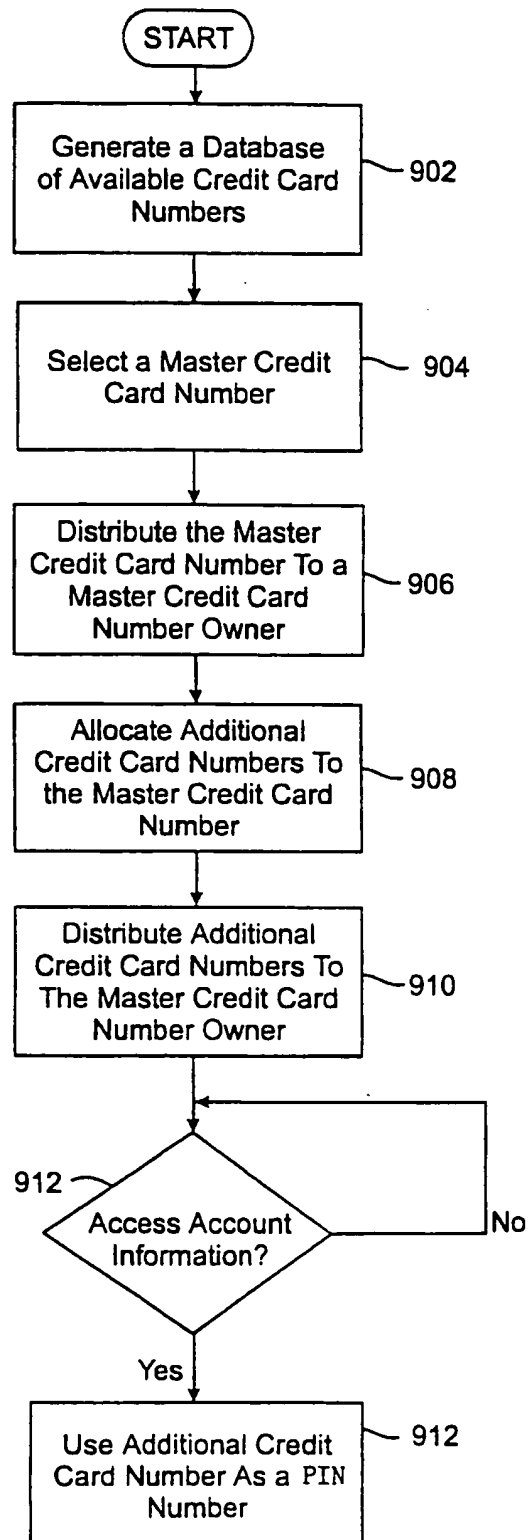 START
Generate a Database
of Available Credit Card
Numbers
902
Select a Master Credit
Card Number
904
Distribute the Master
Credit Card Number To a
Master Credit Card
Number Owner
906
Allocate Additional
Credit Card Numbers To
the Master Credit Card
Number
908
Distribute Additional
Credit Card Numbers To
The Master Credit Card
Number Owner
910
912
Access Account
Information?
No
Yes
Use Additional Credit
Card Number As a PIN
Number
912